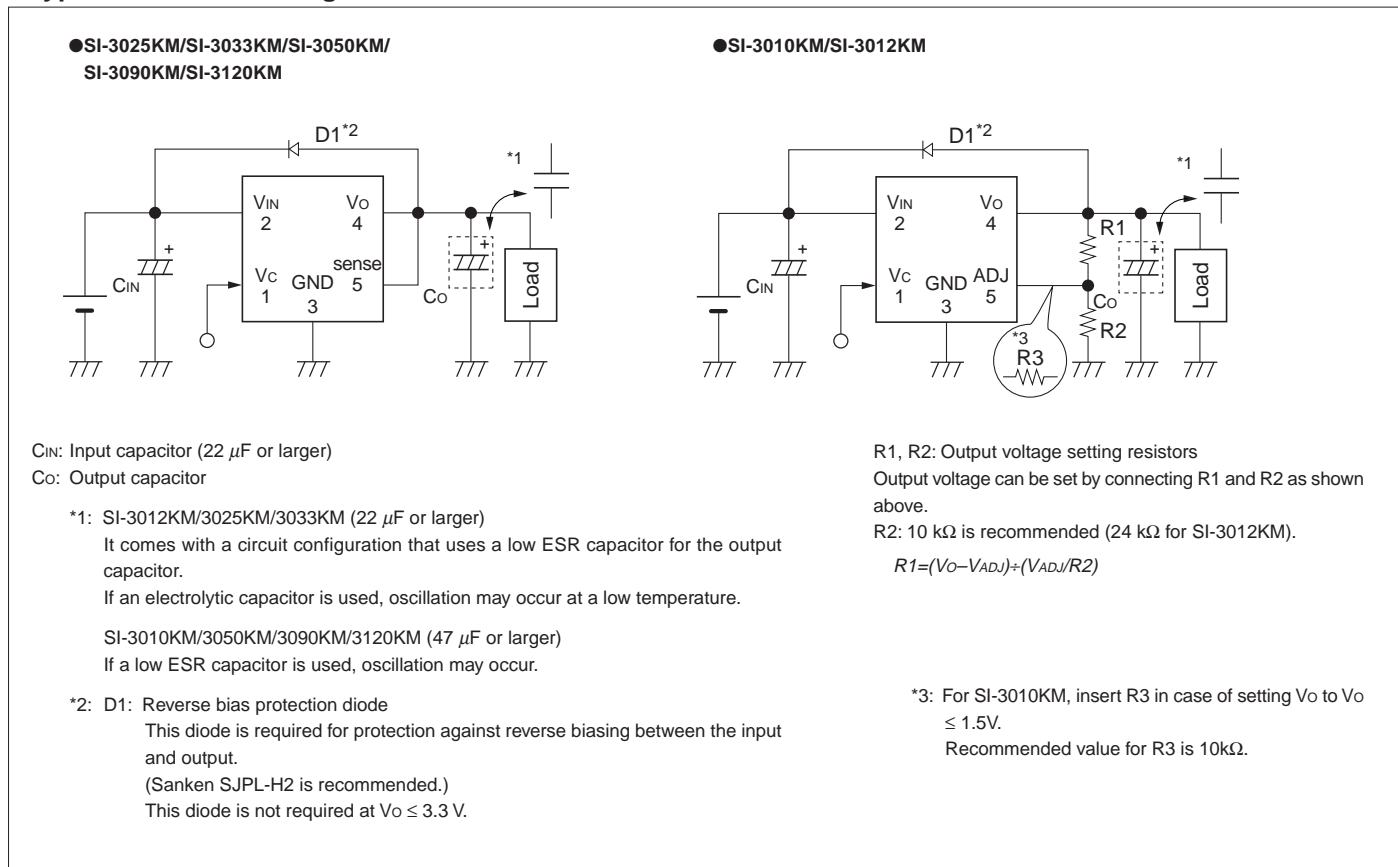 ●SI-3025KM/SI-3033KM/SI-3050KM/
SI-3090KM/SI-3120KM
D1*2
*1
VIN
2
VO
4
VC
1
GND
3
sense
5
CIN
+
CO
+
Load
●SI-3010KM/SI-3012KM
D1*2
*1
VIN
2
VO
4
VC
1
GND
3
ADJ
5
CIN
+
R1
R2
CO
+
Load
*3
R3
CIN: Input capacitor (22 μF or larger)
CO: Output capacitor
*1: SI-3012KM/3025KM/3033KM (22 μF or larger)
It comes with a circuit configuration that uses a low ESR capacitor for the output
capacitor.
If an electrolytic capacitor is used, oscillation may occur at a low temperature.
SI-3010KM/3050KM/3090KM/3120KM (47 μF or larger)
If a low ESR capacitor is used, oscillation may occur.
*2: D1: Reverse bias protection diode
This diode is required for protection against reverse biasing between the input
and output.
(Sanken SJPL-H2 is recommended.)
This diode is not required at VO ≤ 3.3 V.
R1, R2: Output voltage setting resistors
Output voltage can be set by connecting R1 and R2 as shown
above.
R2: 10 kΩ is recommended (24 kΩ for SI-3012KM).
R1=(VO–VADJ)÷(VADJ/R2)
*3: For SI-3010KM, insert R3 in case of setting VO to VO
≤ 1.5V.
Recommended value for R3 is 10kΩ.